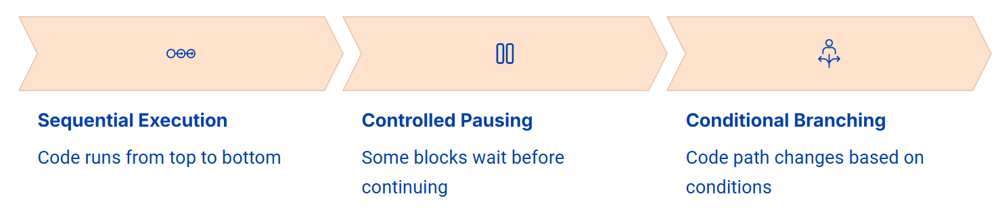 Sequential Execution
Code runs from top to bottom
Controlled Pausing
Some blocks wait before
continuing
Conditional Branching
Code path changes based on
conditions